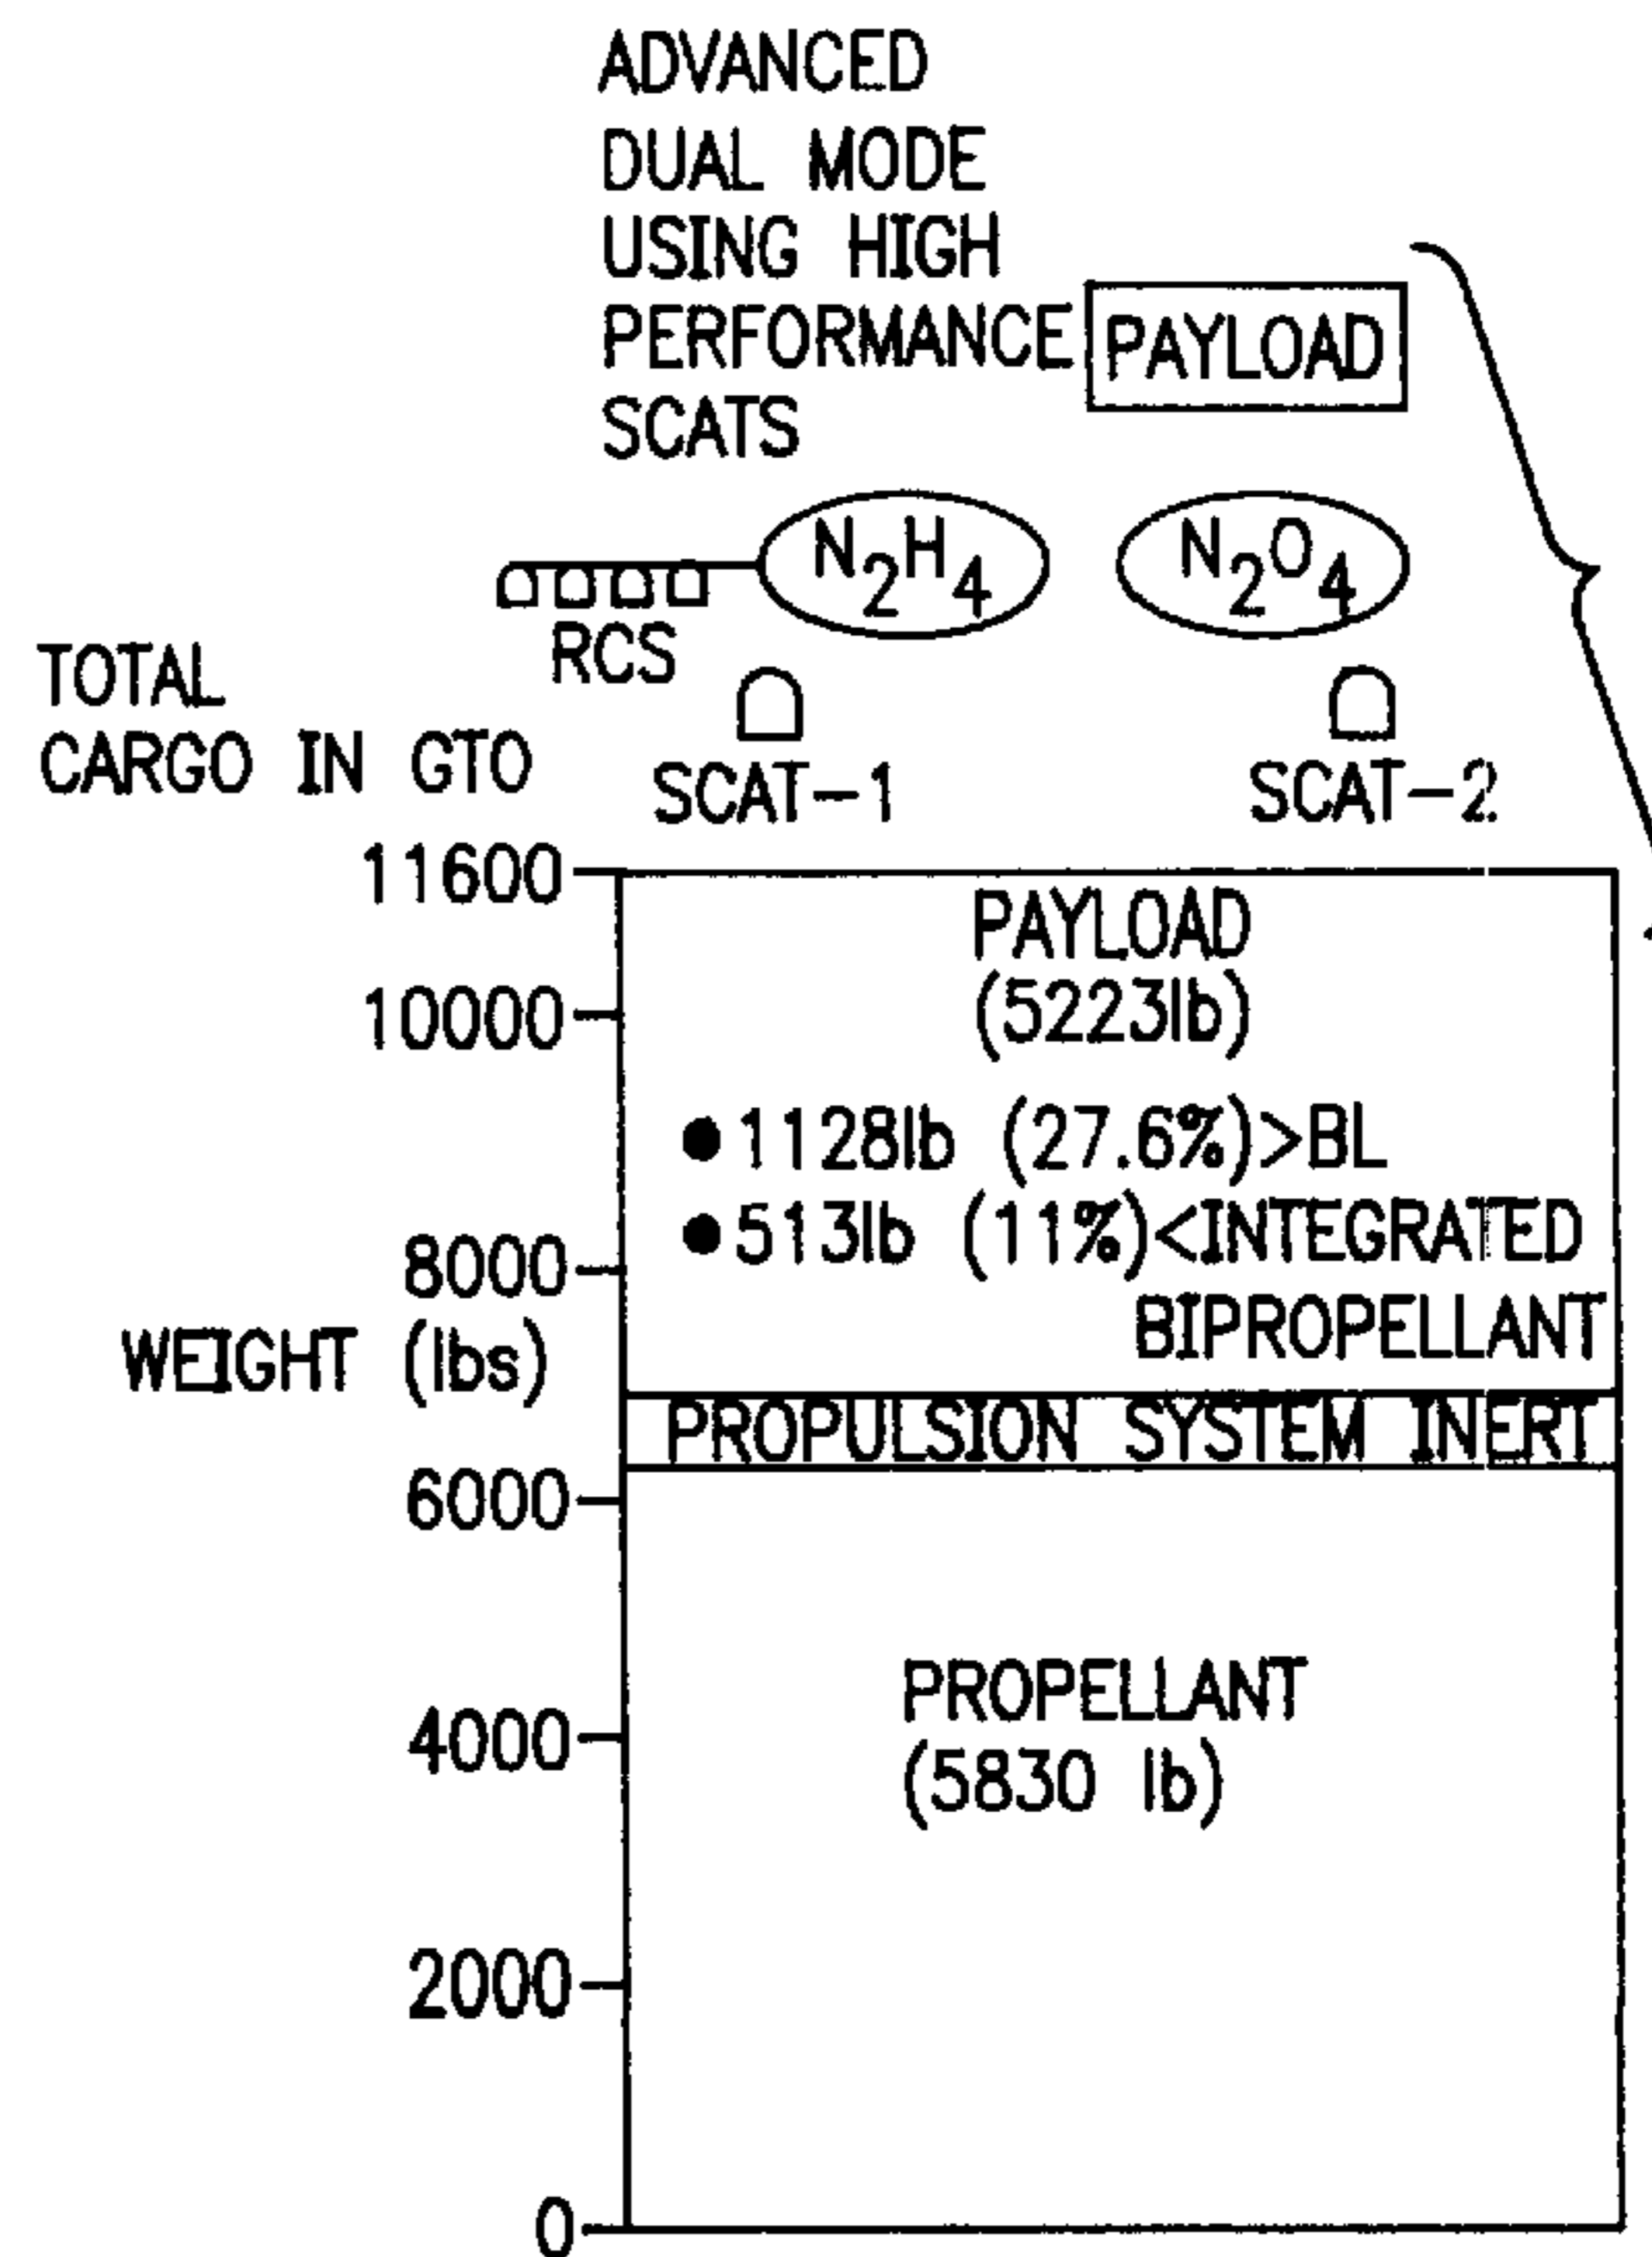 ADVANCED
DUAL MODE
USING HIGH
PERFORMANCE
SCATS
PAYLOAD
N2H4
N2O4
RCS
SCAT-1
SCAT-2
TOTAL
CARGO IN GTO
11600
10000
8000
WEIGHT (lbs)
6000
4000
2000
0
PAYLOAD
(5223lb)
●1128lb (27.6%)>BL
●513lb (11%)<INTEGRATED
BIPROPELLANT
PROPULSION SYSTEM INERT
PROPELLANT
(5830 lb)